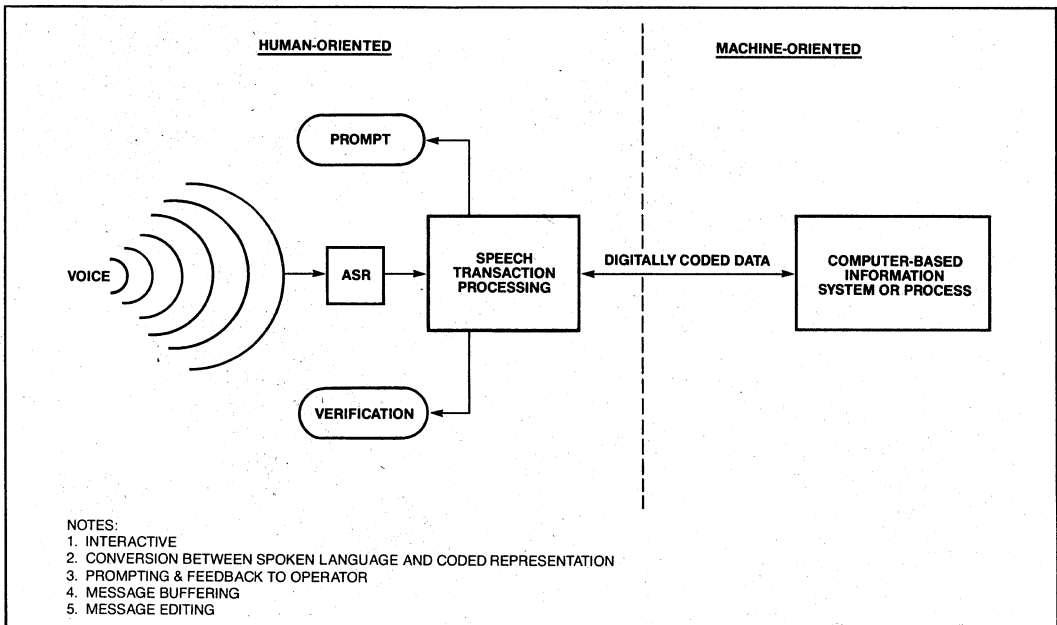 HUMAN-ORIENTED
MACHINE-ORIENTED
PROMPT
VOICE
ASR
SPEECH
TRANSACTION
PROCESSING
DIGITALLY CODED DATA
COMPUTER-BASED
INFORMATION
SYSTEM OR PROCESS
VERIFICATION
NOTES:
1. INTERACTIVE
2. CONVERSION BETWEEN SPOKEN LANGUAGE AND CODED REPRESENTATION
3. PROMPTING & FEEDBACK TO OPERATOR
4. MESSAGE BUFFERING
5. MESSAGE EDITING